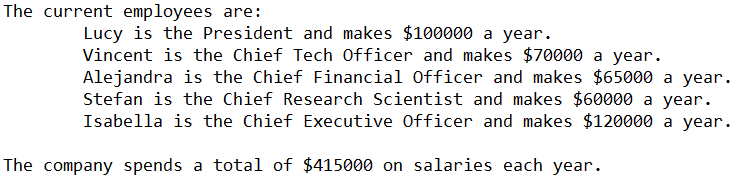 The current employees are:
Lucy is the President and makes $100000 a year.
Vincent is the Chief Tech Officer and makes $70000 a year.
Alejandra is the Chief Financial Officer and makes $65000 a year.
Stefan is the Chief Research Scientist and makes $60000 a year.
Isabella is the Chief Executive Officer and makes $120000 a year.
The company spends a total of $415000 on salaries each year.